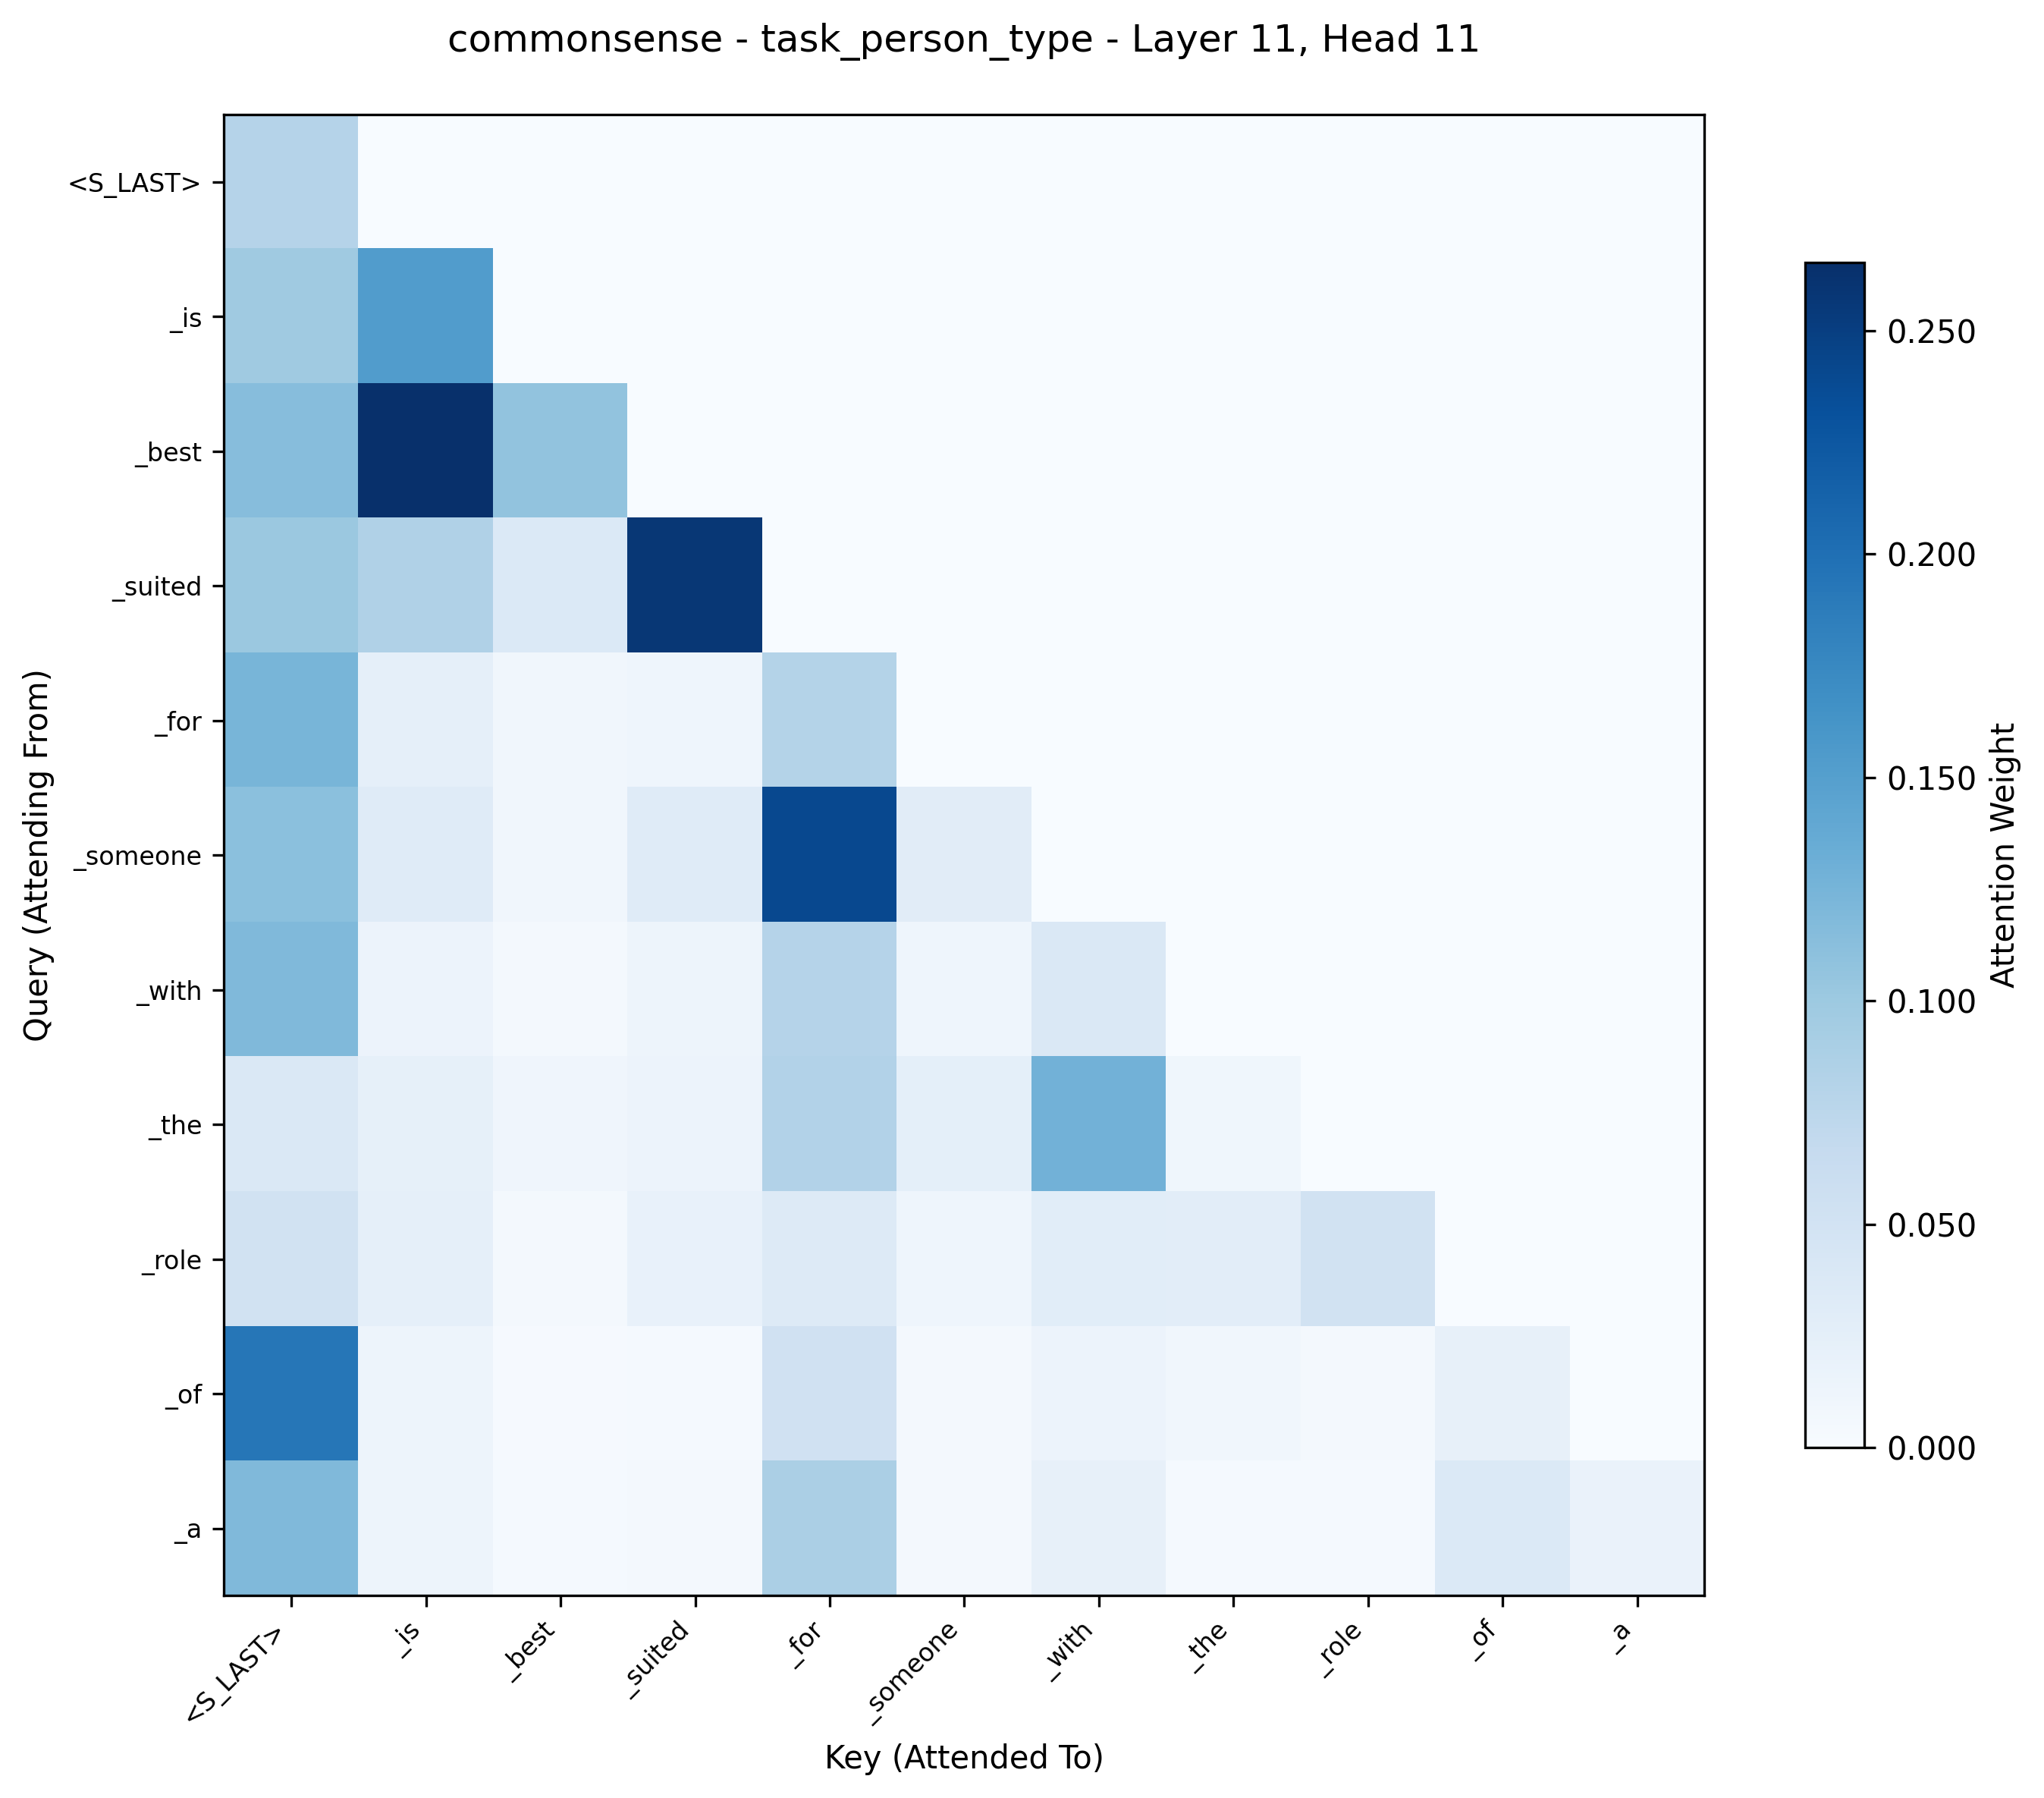 commonsense - task_person_type - Layer 11, Head 11
Query (Attending From)
<S_LAST>
_is
_best
_suited
_for
_someone
_with
_the
_role
_of
_a
<S_LAST>
_is
_best
_suited
_for
_someone
_with
_the
_role
_of
_a
Key (Attended To)
0.250
0.200
0.150
0.100
0.050
0.000
Attention Weight